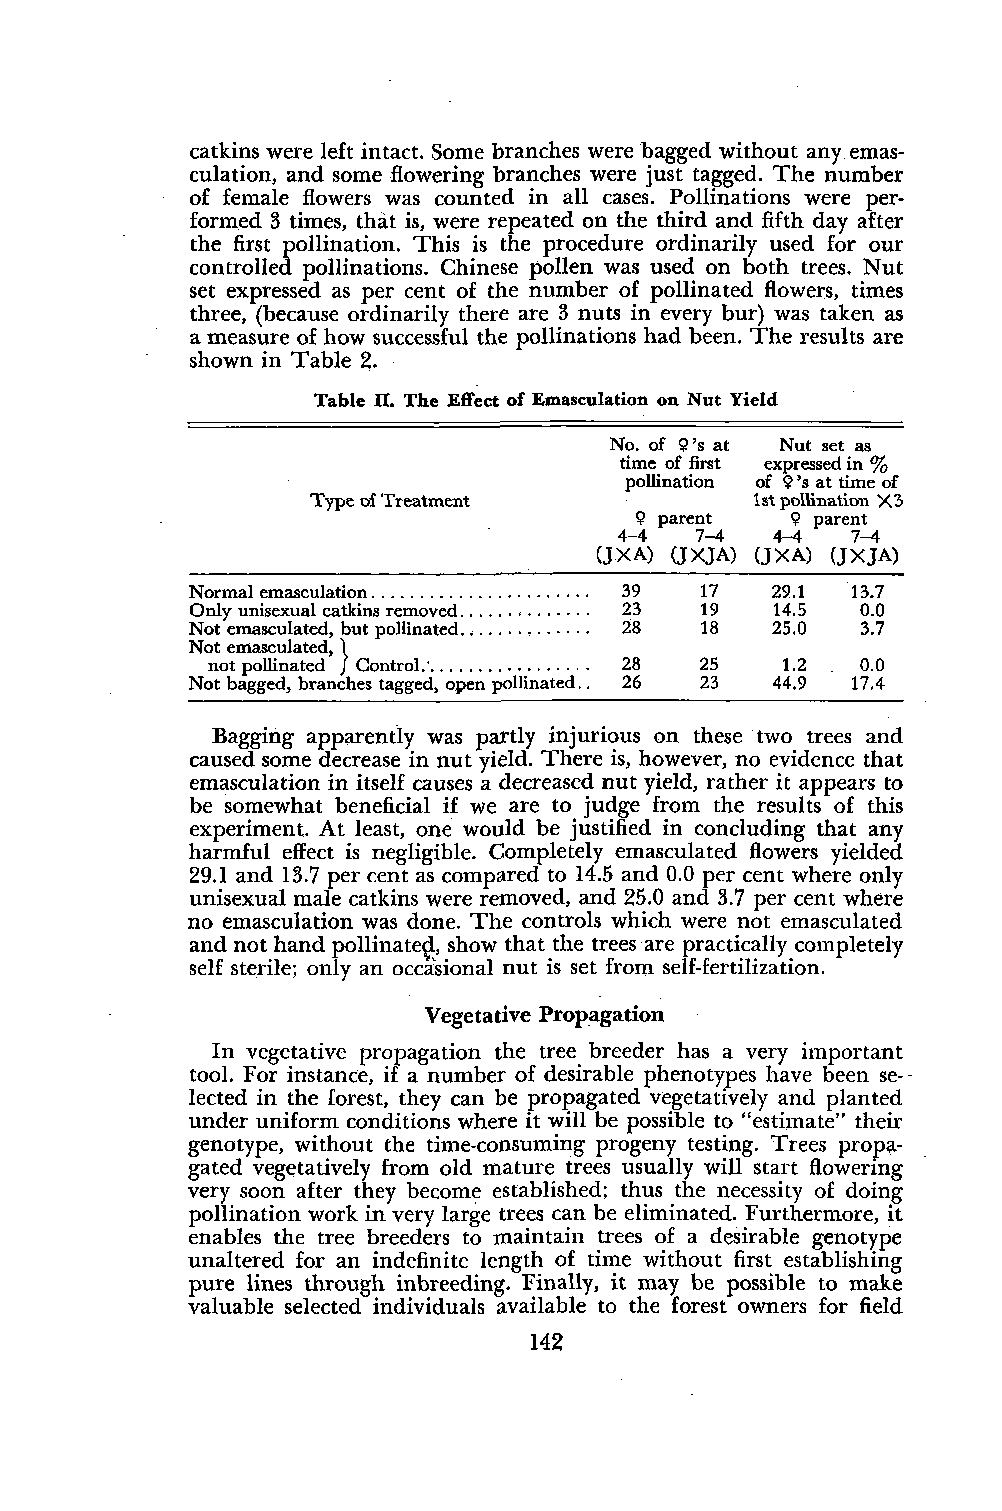 catkins were left intact. Some branches were bagged without any emas-
culation, and some flowering branches were just tagged. The number
of female flowers was counted in all cases. Pollinations were per-
formed 3 times, that is, were repeated on the third and fifth day after
the first pollination. This is the procedure ordinarily used for our
controlled pollinations. Chinese pollen was used on both trees. Nut
set expressed as per cent of the number of pollinated flowers, times
three, (because ordinarily there are 3 nuts in every bur) was taken as
a measure of how successful the pollinations had been. The results are
shown in Table 2.
Table II. The Effect of Emasculation on Nut Yield
No. of ♀'s at Nut set as
time of first expressed in %
pollination of ♀'s at time of
Type of Treatment 1st pollination ×3
♀ parent ♀ parent
4–4 7–4 4–4 7–4
(J×A) (J×JA) (J×A) (J×JA)
Normal emasculation........................ 39 17 29.1 13.7
Only unisexual catkins removed.............. 23 19 14.5 0.0
Not emasculated, but pollinated.............. 28 18 25.0 3.7
Not emasculated, }
not pollinated } Control.................. 28 25 1.2 0.0
Not bagged, branches tagged, open pollinated.. 26 23 44.9 17.4
Bagging apparently was partly injurious on these two trees and
caused some decrease in nut yield. There is, however, no evidence that
emasculation in itself causes a decreased nut yield, rather it appears to
be somewhat beneficial if we are to judge from the results of this
experiment. At least, one would be justified in concluding that any
harmful effect is negligible. Completely emasculated flowers yielded
29.1 and 13.7 per cent as compared to 14.5 and 0.0 per cent where only
unisexual male catkins were removed, and 25.0 and 3.7 per cent where
no emasculation was done. The controls which were not emasculated
and not hand pollinated, show that the trees are practically completely
self sterile; only an occasional nut is set from self-fertilization.
Vegetative Propagation
In vegetative propagation the tree breeder has a very important
tool. For instance, if a number of desirable phenotypes have been se-
lected in the forest, they can be propagated vegetatively and planted
under uniform conditions where it will be possible to "estimate" their
genotype, without the time-consuming progeny testing. Trees propa-
gated vegetatively from old mature trees usually will start flowering
very soon after they become established; thus the necessity of doing
pollination work in very large trees can be eliminated. Furthermore, it
enables the tree breeders to maintain trees of a desirable genotype
unaltered for an indefinite length of time without first establishing
pure lines through inbreeding. Finally, it may be possible to make
valuable selected individuals available to the forest owners for field
142